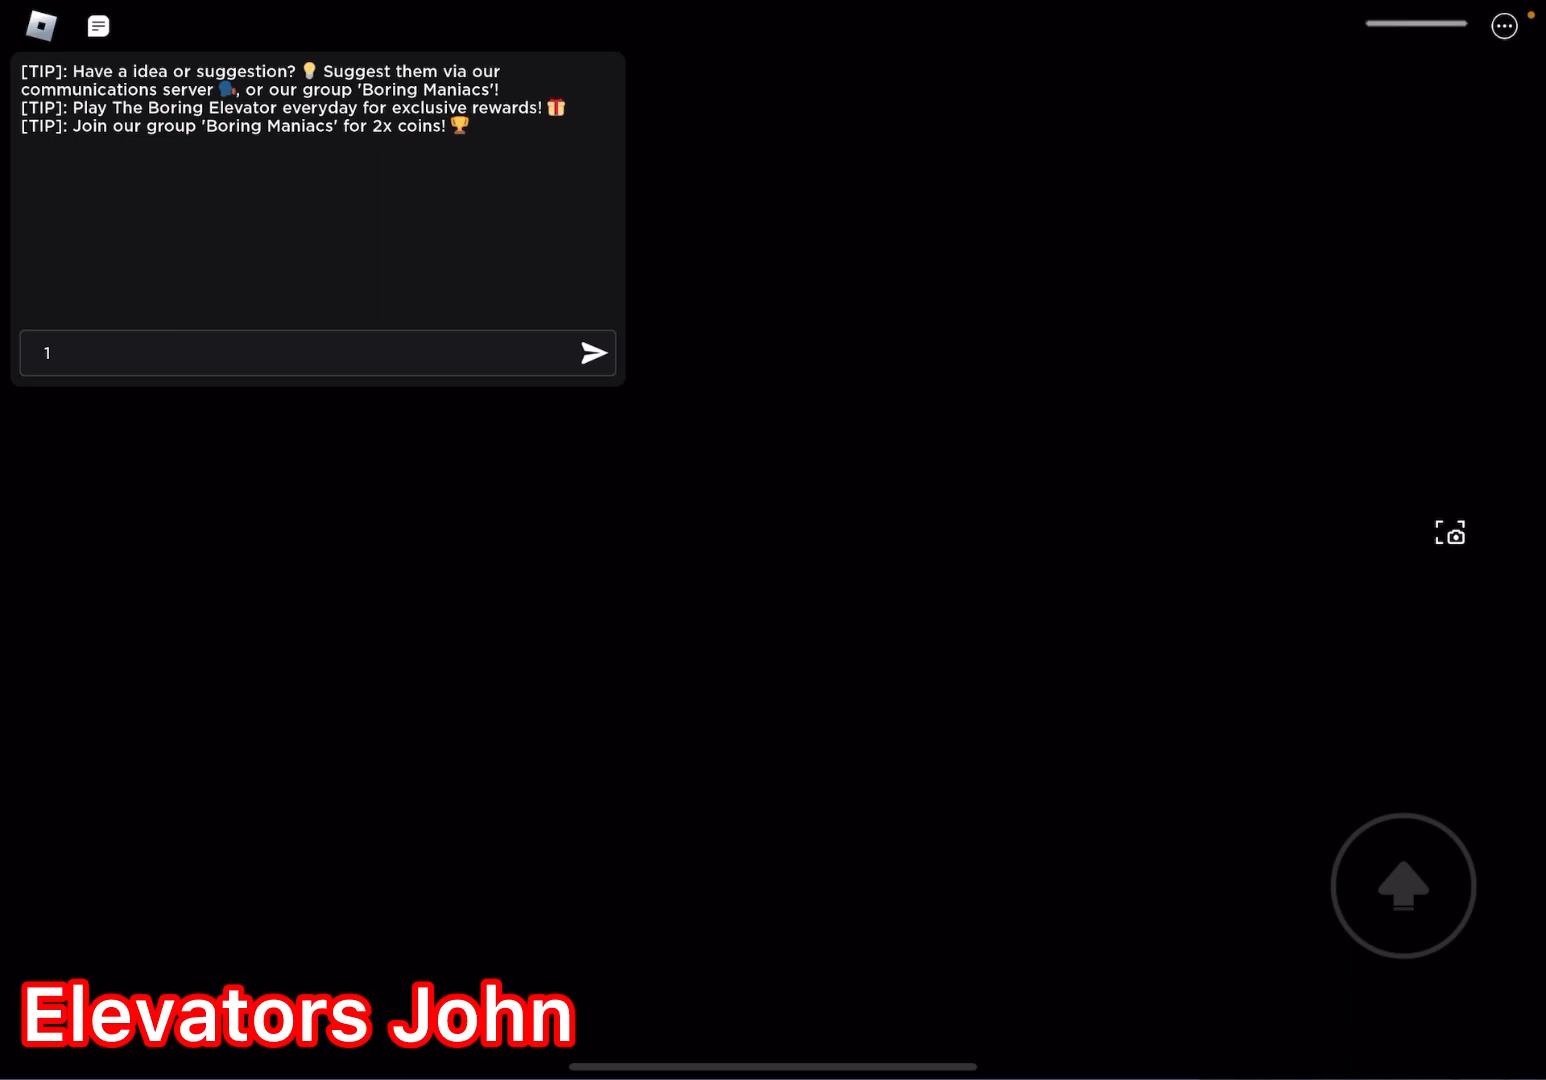 [TIP]: Have a idea or suggestion? 💡 Suggest them via our
communications server 🗣, or our group 'Boring Maniacs'!
[TIP]: Play The Boring Elevator everyday for exclusive rewards! 🎁
[TIP]: Join our group 'Boring Maniacs' for 2x coins! 🏆
1
Elevators John